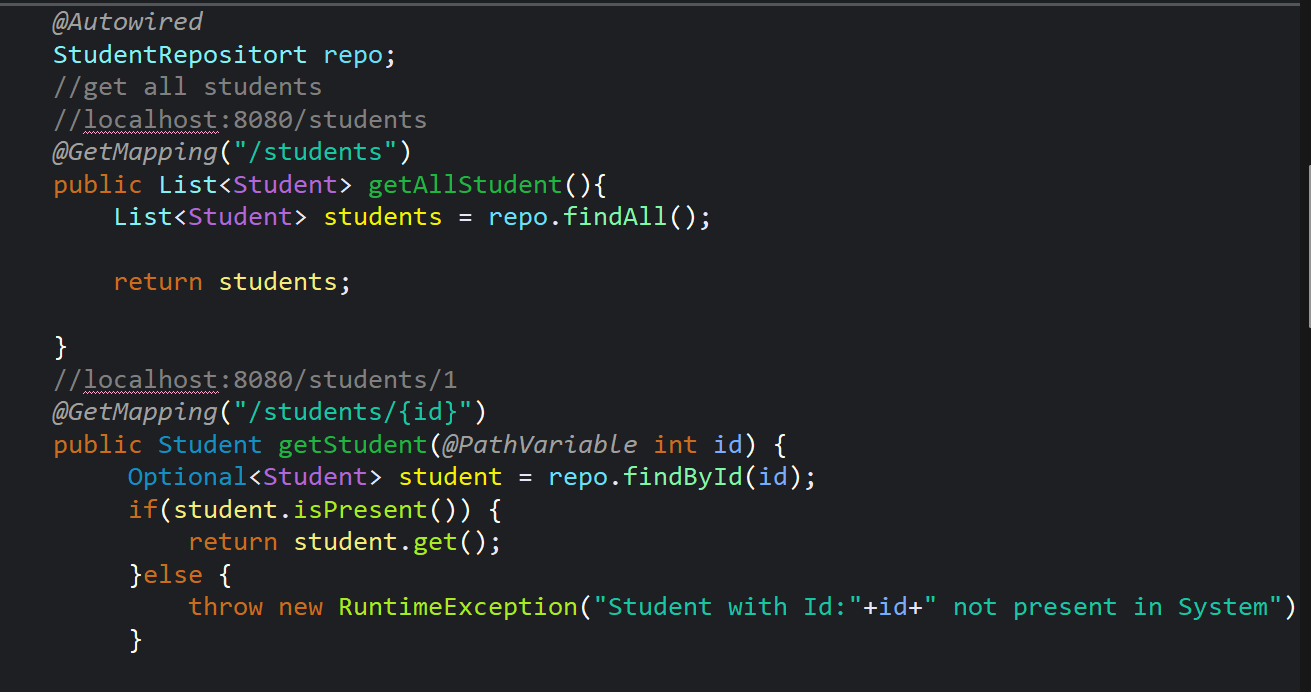 @Autowired
StudentRepositort repo;
//get all students
//localhost:8080/students
@GetMapping("/students")
public List<Student> getAllStudent(){
List<Student> students = repo.findAll();
return students;
}
//localhost:8080/students/1
@GetMapping("/students/{id}")
public Student getStudent(@PathVariable int id) {
Optional<Student> student = repo.findById(id);
if(student.isPresent()) {
return student.get();
}else {
throw new RuntimeException("Student with Id:"+id+" not present in System")
}